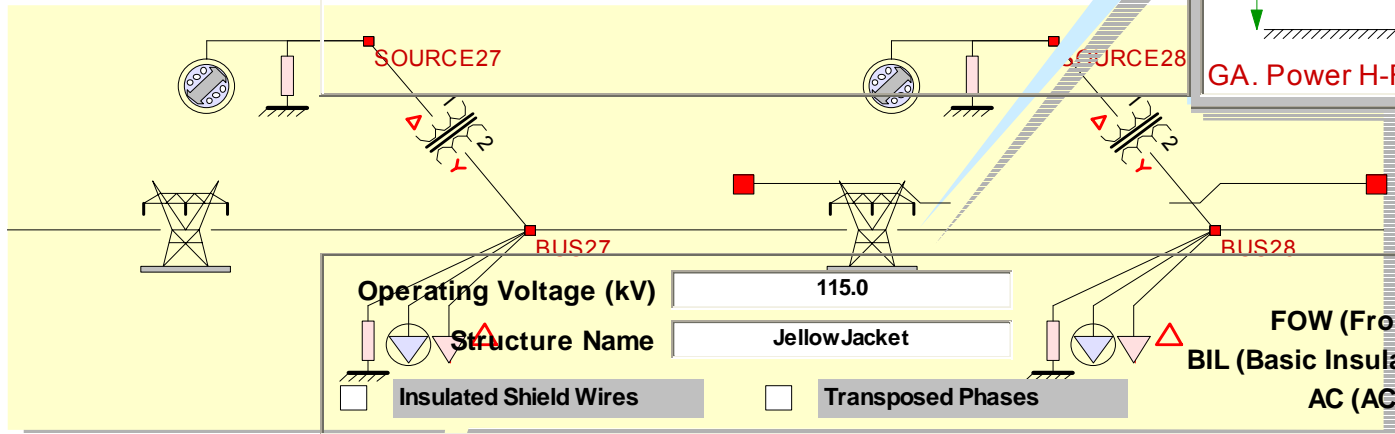 SOURCE27
SOURCE28
GA. Power H-F
1
2
1
2
Y
Y
BUS27
BUS28
Operating Voltage (kV)
115.0
Structure Name
JellowJacket
FOW (Fro
BIL (Basic Insula
AC (AC
Insulated Shield Wires
Transposed Phases